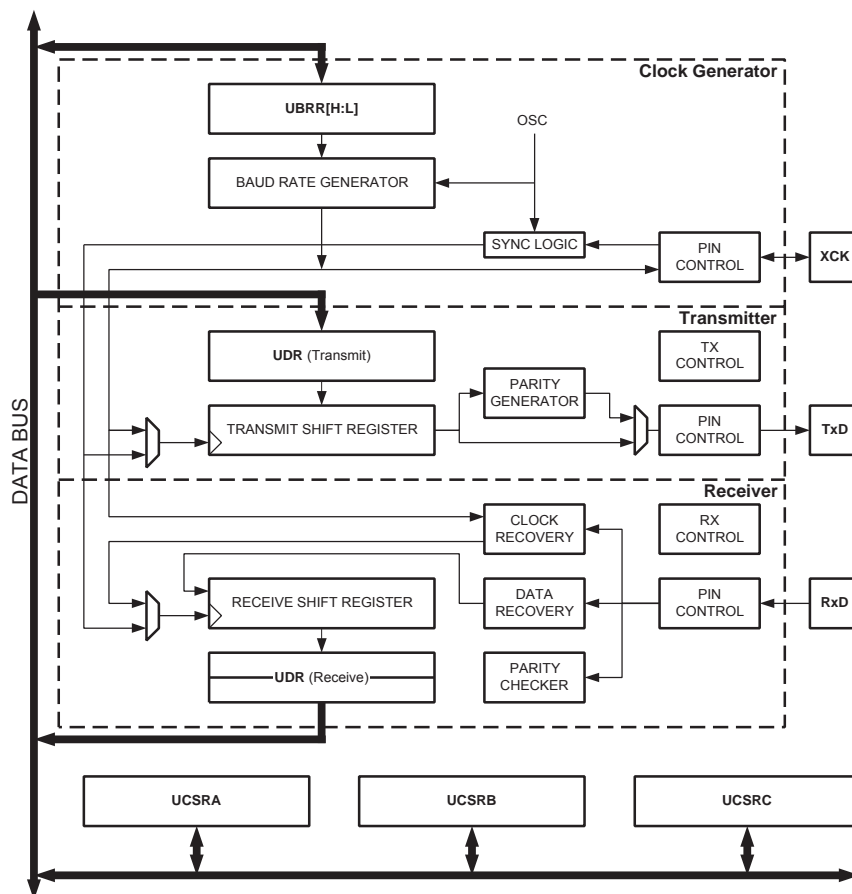 Clock Generator
UBRR[H:L]
OSC
BAUD RATE GENERATOR
SYNC LOGIC
PIN
CONTROL
XCK
Transmitter
UDR (Transmit)
TX
CONTROL
PARITY
GENERATOR
TRANSMIT SHIFT REGISTER
PIN
CONTROL
TxD
DATA BUS
Receiver
CLOCK
RECOVERY
RX
CONTROL
RECEIVE SHIFT REGISTER
DATA
RECOVERY
PIN
CONTROL
RxD
UDR (Receive)
PARITY
CHECKER
UCSRA
UCSRB
UCSRC